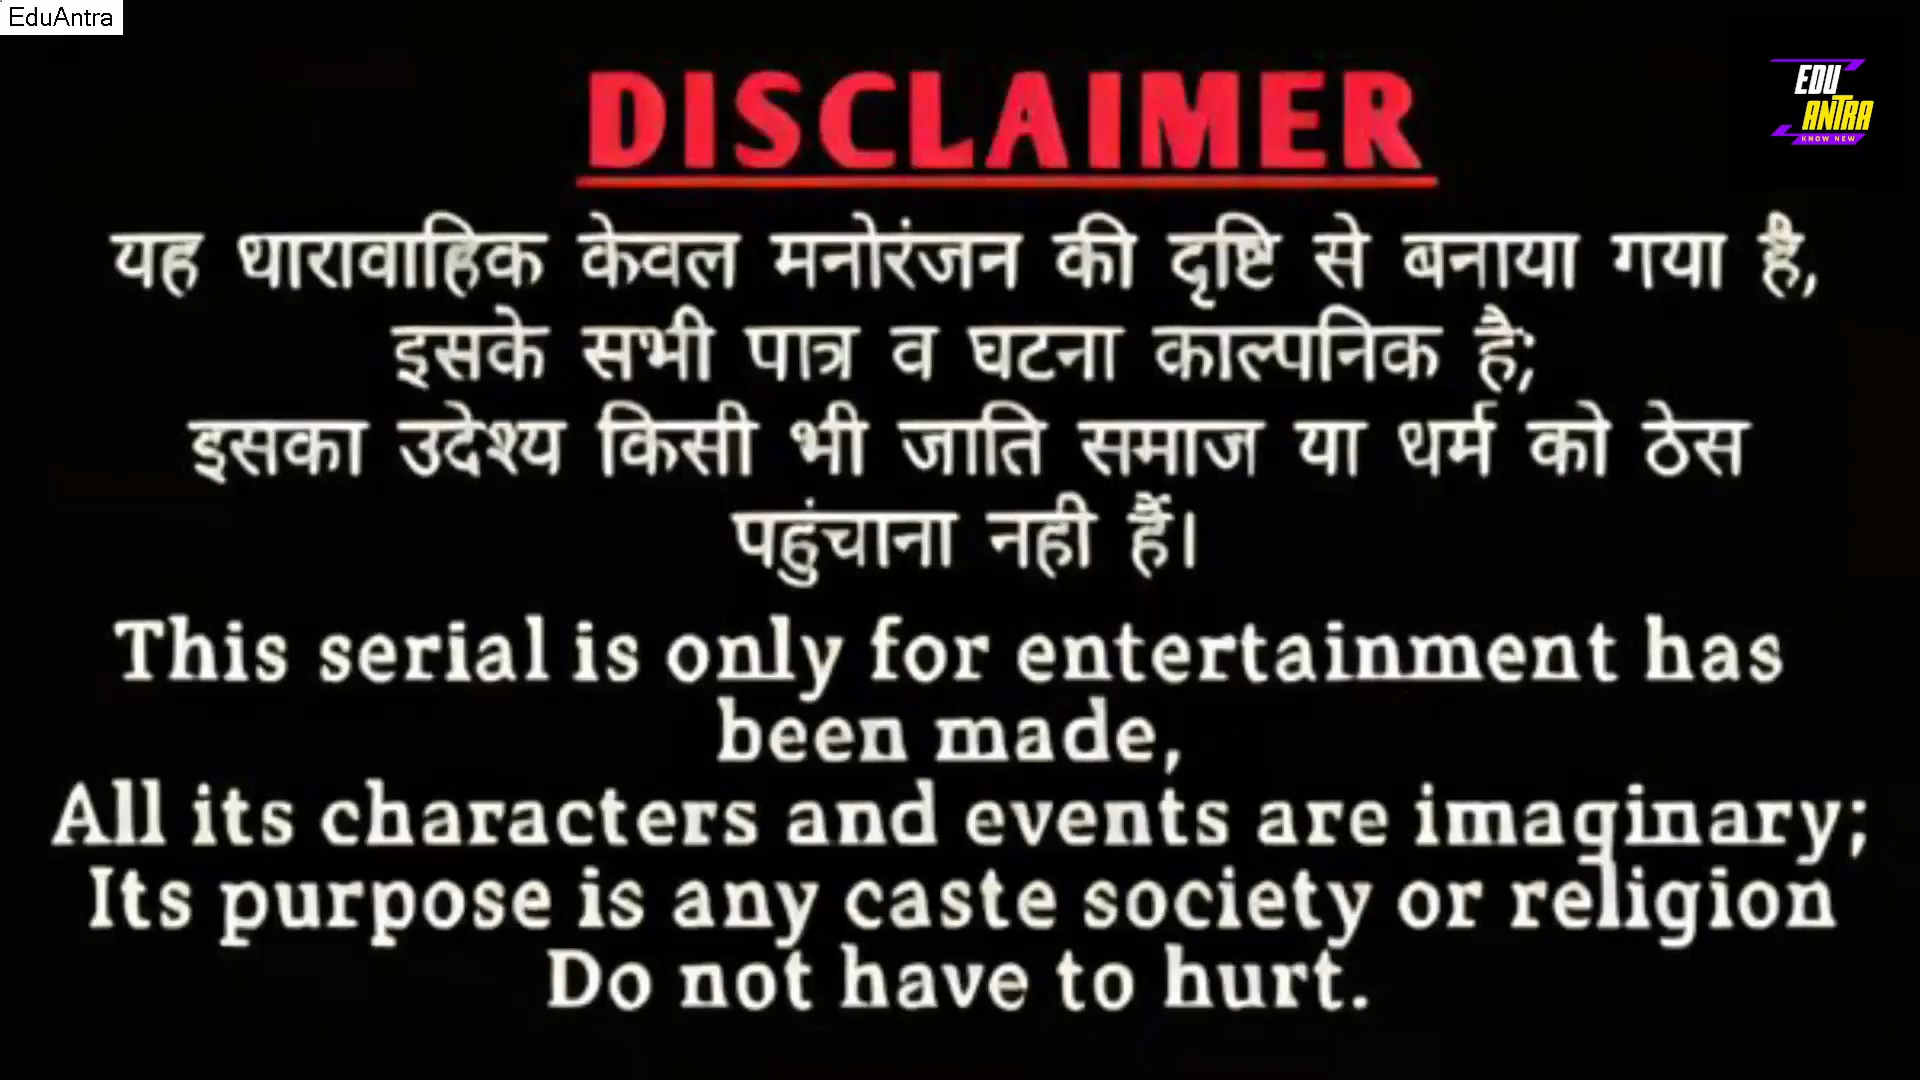 EduAntra
EDU
ANTRA
KNOW NEW
DISCLAIMER
यह धारावाहिक केवल मनोरंजन की दृष्टि से बनाया गया है,
इसके सभी पात्र व घटना काल्पनिक है;
इसका उदेश्य किसी भी जाति समाज या धर्म को ठेस
पहुंचाना नही हैं।
This serial is only for entertainment has
been made,
All its characters and events are imaginary;
Its purpose is any caste society or religion
Do not have to hurt.